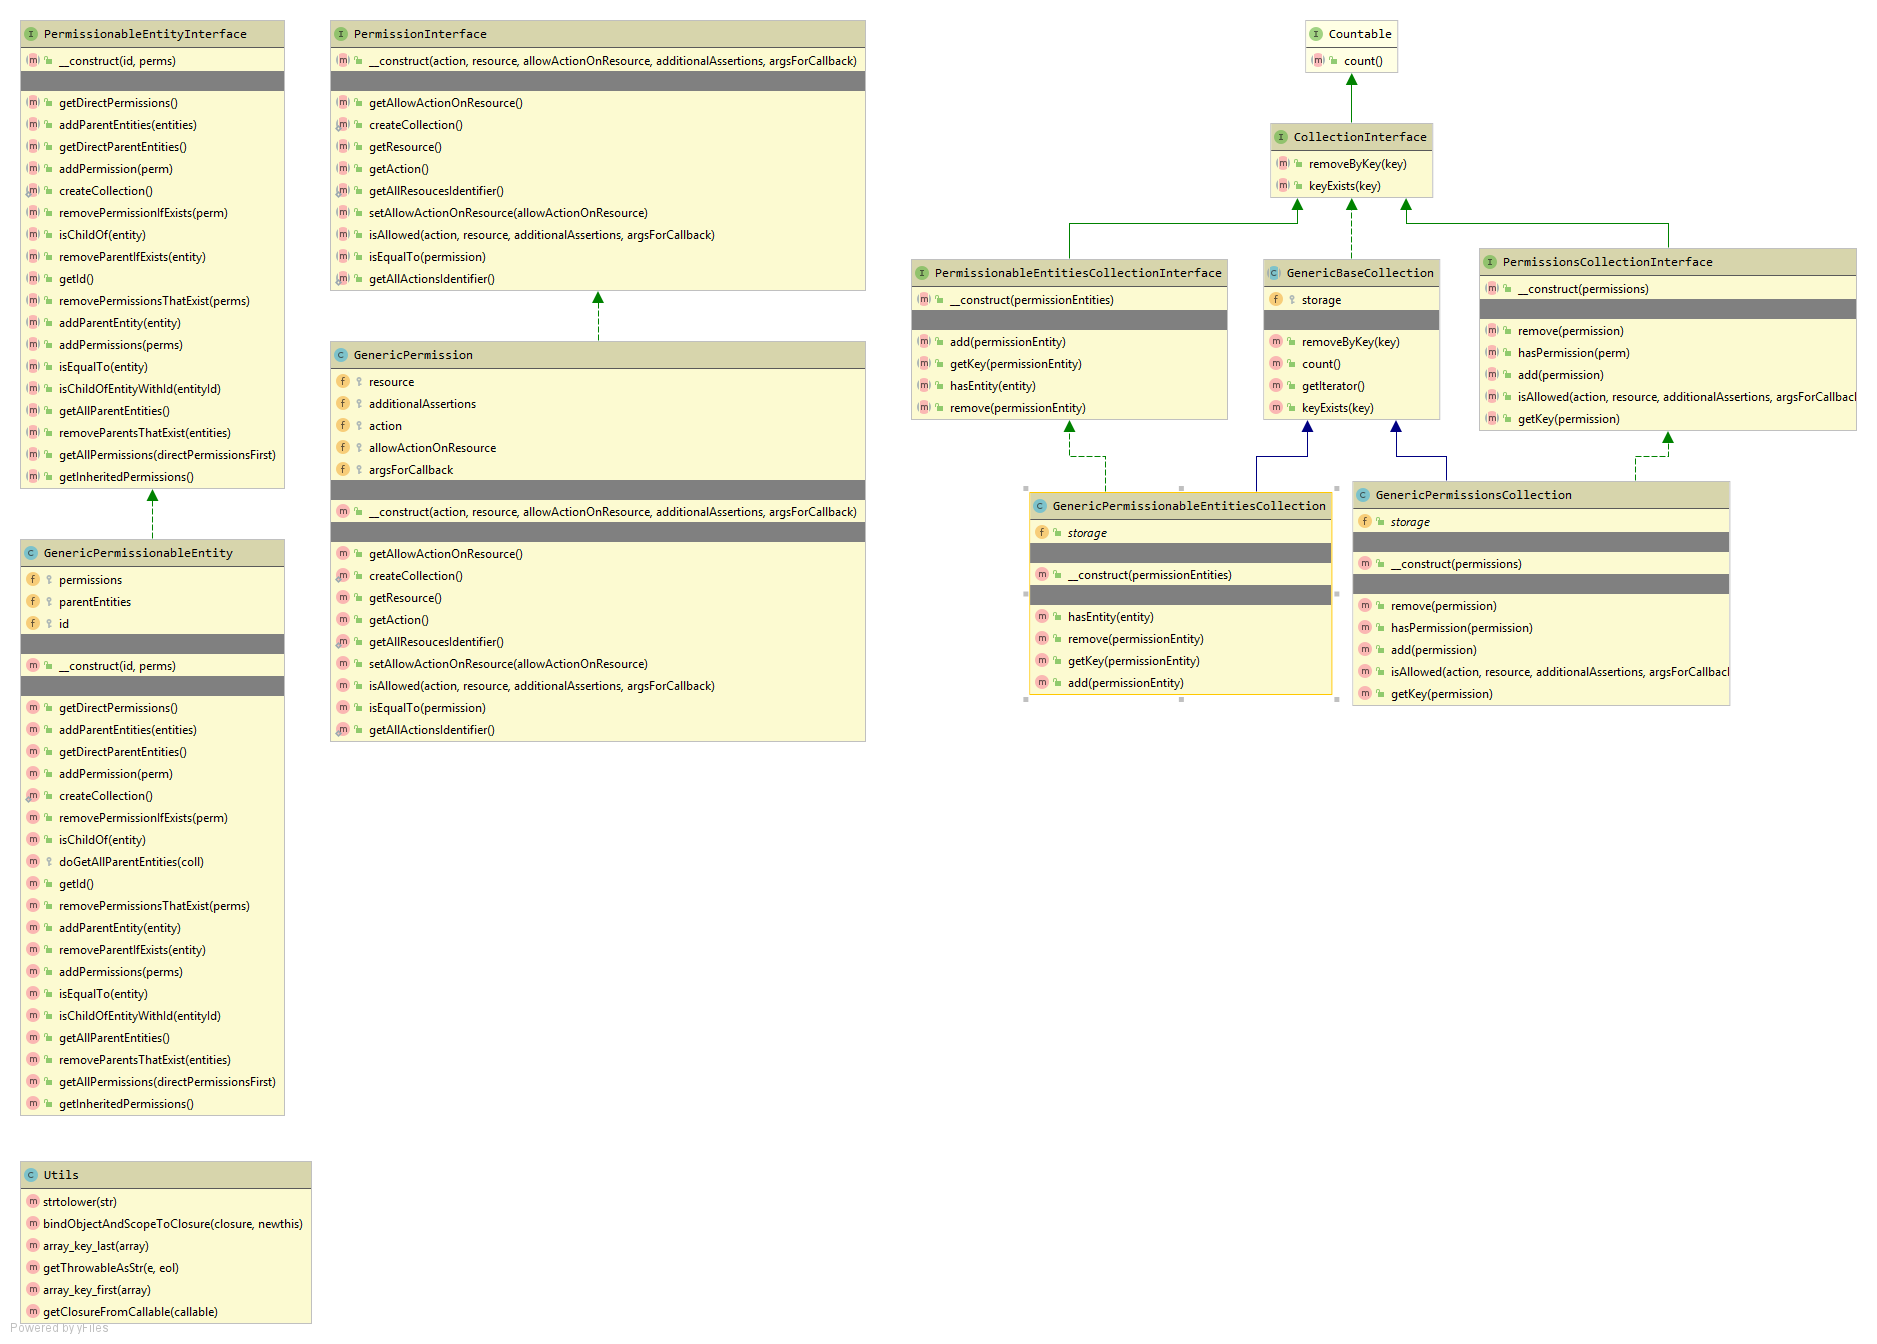 PermissionableEntityInterface
__construct(id, perms)
getDirectPermissions()
addParentEntities(entities)
getDirectParentEntities()
addPermission(perm)
createCollection()
removePermissionIfExists(perm)
isChildOf(entity)
removeParentIfExists(entity)
getId()
removePermissionsThatExist(perms)
addParentEntity(entity)
addPermissions(perms)
isEqualTo(entity)
isChildOfEntityWithId(entityId)
getAllParentEntities()
removeParentsThatExist(entities)
getAllPermissions(directPermissionsFirst)
getInheritedPermissions()
GenericPermissionableEntity
permissions
parentEntities
id
__construct(id, perms)
getDirectPermissions()
addParentEntities(entities)
getDirectParentEntities()
addPermission(perm)
createCollection()
removePermissionIfExists(perm)
isChildOf(entity)
doGetAllParentEntities(coll)
getId()
removePermissionsThatExist(perms)
addParentEntity(entity)
removeParentIfExists(entity)
addPermissions(perms)
isEqualTo(entity)
isChildOfEntityWithId(entityId)
getAllParentEntities()
removeParentsThatExist(entities)
getAllPermissions(directPermissionsFirst)
getInheritedPermissions()
Utils
strtolower(str)
bindObjectAndScopeToClosure(closure, newthis)
array_key_last(array)
getThrowableAsStr(e, eol)
array_key_first(array)
getClosureFromCallable(callable)
Powered by yFiles
PermissionInterface
__construct(action, resource, allowActionOnResource, additionalAssertions, argsForCallback)
getAllowActionOnResource()
createCollection()
getResource()
getAction()
getAllResoucesIdentifier()
setAllowActionOnResource(allowActionOnResource)
isAllowed(action, resource, additionalAssertions, argsForCallback)
isEqualTo(permission)
getAllActionsIdentifier()
GenericPermission
resource
additionalAssertions
action
allowActionOnResource
argsForCallback
__construct(action, resource, allowActionOnResource, additionalAssertions, argsForCallback)
getAllowActionOnResource()
createCollection()
getResource()
getAction()
getAllResoucesIdentifier()
setAllowActionOnResource(allowActionOnResource)
isAllowed(action, resource, additionalAssertions, argsForCallback)
isEqualTo(permission)
getAllActionsIdentifier()
Countable
count()
CollectionInterface
removeByKey(key)
keyExists(key)
PermissionableEntitiesCollectionInterface
__construct(permissionEntities)
add(permissionEntity)
getKey(permissionEntity)
hasEntity(entity)
remove(permissionEntity)
GenericBaseCollection
storage
removeByKey(key)
count()
getIterator()
keyExists(key)
PermissionsCollectionInterface
__construct(permissions)
remove(permission)
hasPermission(perm)
add(permission)
isAllowed(action, resource, additionalAssertions, argsForCallbacl
getKey(permission)
GenericPermissionableEntitiesCollection
storage
__construct(permissionEntities)
hasEntity(entity)
remove(permissionEntity)
getKey(permissionEntity)
add(permissionEntity)
GenericPermissionsCollection
storage
__construct(permissions)
remove(permission)
hasPermission(permission)
add(permission)
isAllowed(action, resource, additionalAssertions, argsForCallbacl
getKey(permission)